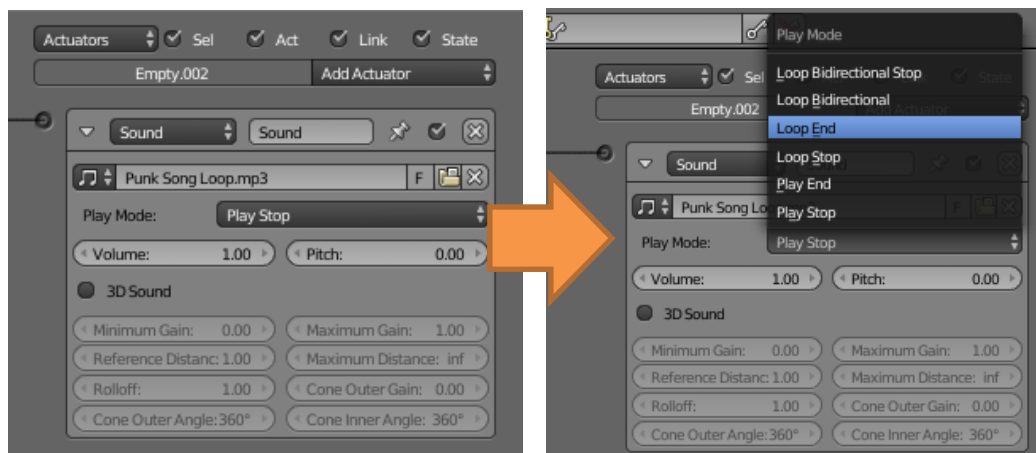 Actuators Sel Act Link State
Empty.002 Add Actuator
Sound Sound
Punk Song Loop.mp3 F
Play Mode: Play Stop
Volume: 1.00 Pitch: 0.00
3D Sound
Minimum Gain: 0.00 Maximum Gain: 1.00
Reference Distanc: 1.00 Maximum Distance: inf
Rolloff: 1.00 Cone Outer Gain: 0.00
Cone Outer Angle: 360° Cone Inner Angle: 360°
Play Mode
Actuators Sel State
Loop Bidirectional Stop
Loop Bidirectional
Empty.002 Add Actuator
Loop End
Loop Stop
Sound
Play End
Punk Song Lo F
Play Stop
Play Mode: Play Stop
Volume: 1.00 Pitch: 0.00
3D Sound
Minimum Gain: 0.00 Maximum Gain: 1.00
Reference Distanc: 1.00 Maximum Distance: inf
Rolloff: 1.00 Cone Outer Gain: 0.00
Cone Outer Angle: 360° Cone Inner Angle: 360°